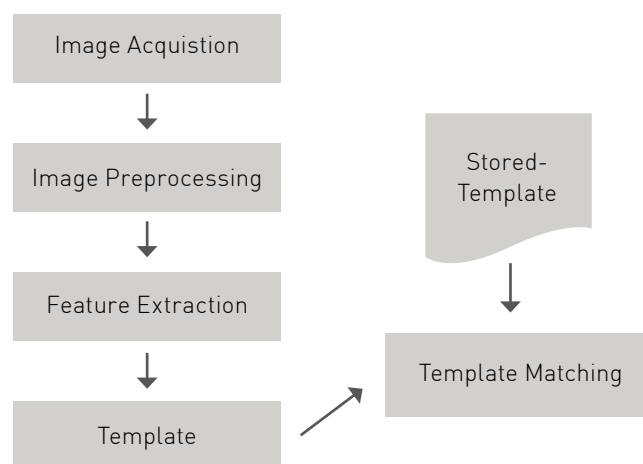 Image Acquistion
Image Preprocessing
Feature Extraction
Template
Stored-
Template
Template Matching